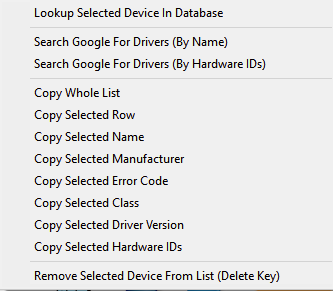 Lookup Selected Device In Database
Search Google For Drivers (By Name)
Search Google For Drivers (By Hardware IDs)
Copy Whole List
Copy Selected Row
Copy Selected Name
Copy Selected Manufacturer
Copy Selected Error Code
Copy Selected Class
Copy Selected Driver Version
Copy Selected Hardware IDs
Remove Selected Device From List (Delete Key)